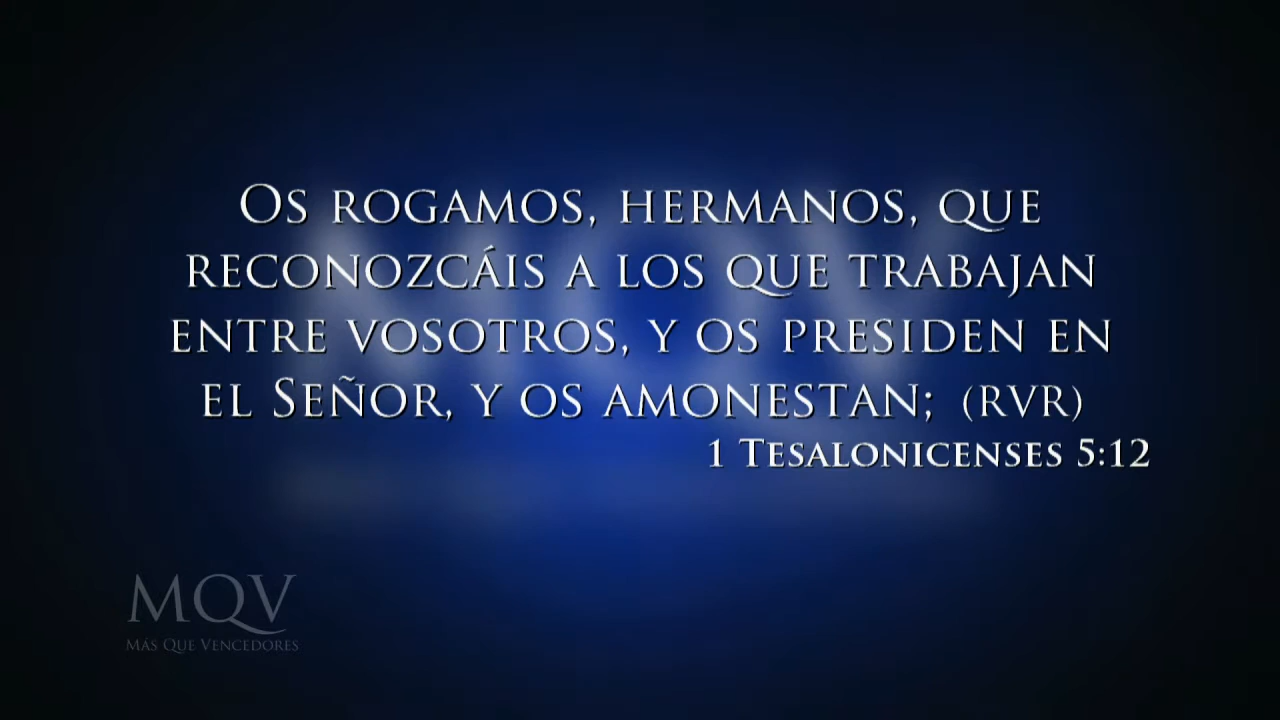 Os rogamos, hermanos, que
reconozcáis a los que trabajan
entre vosotros, y os presiden en
el Señor, y os amonestan; (RVR)
1 Tesalonicenses 5:12
MQV
Más Que Vencedores